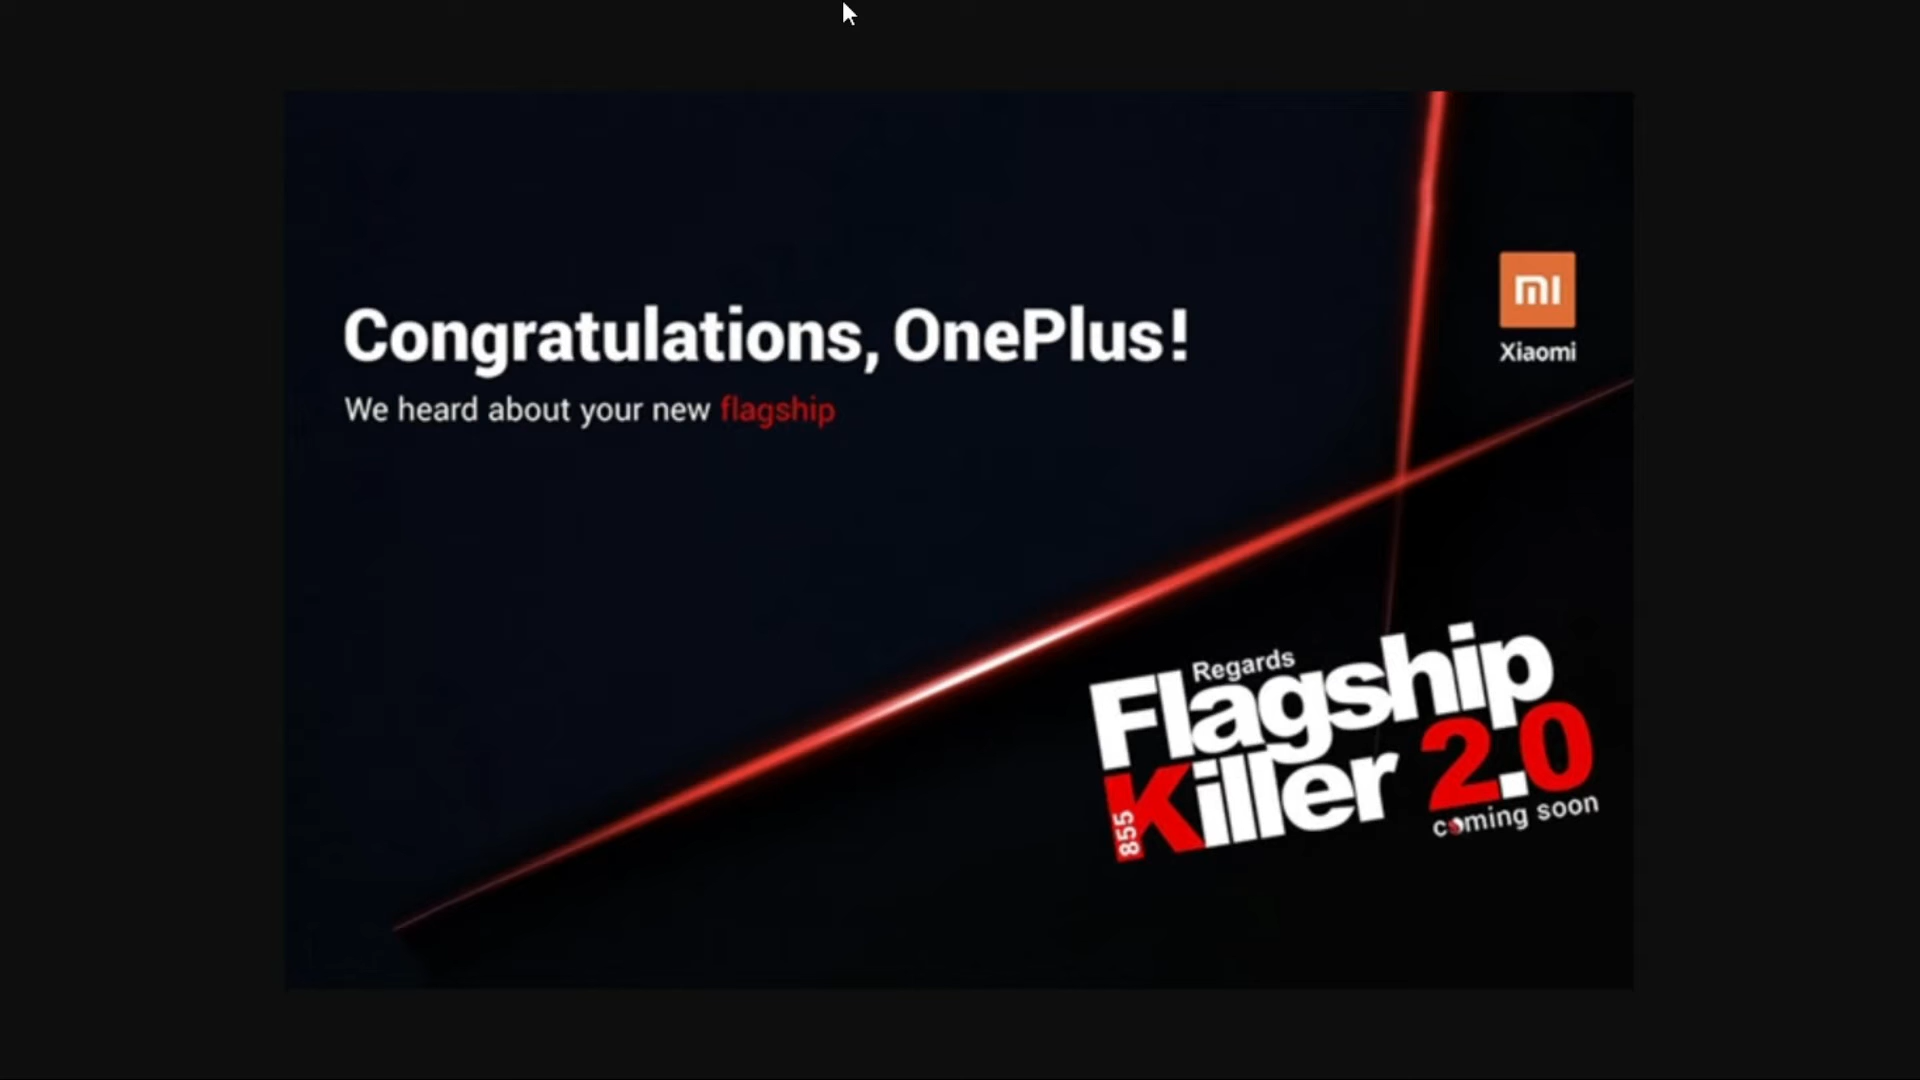 Congratulations, OnePlus!
We heard about your new flagship
mi
Xiaomi
Regards
Flagship
Killer 2.0
855
coming soon